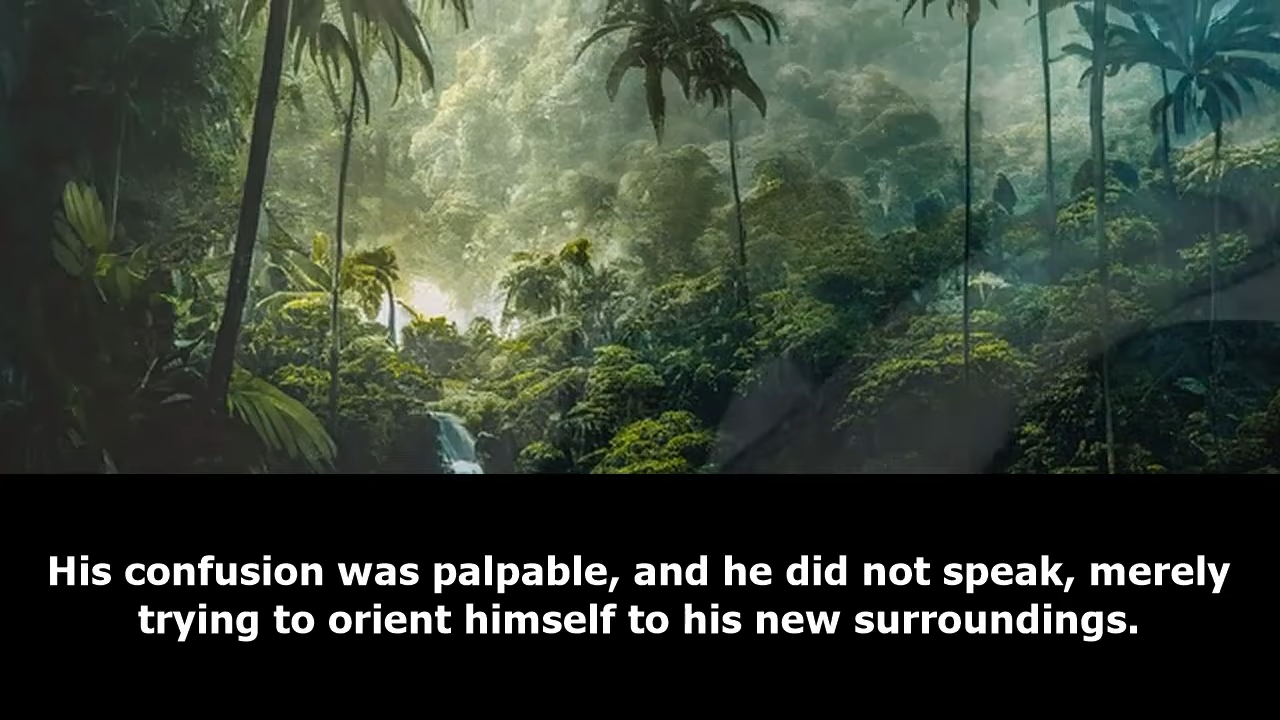 His confusion was palpable, and he did not speak, merely
trying to orient himself to his new surroundings.